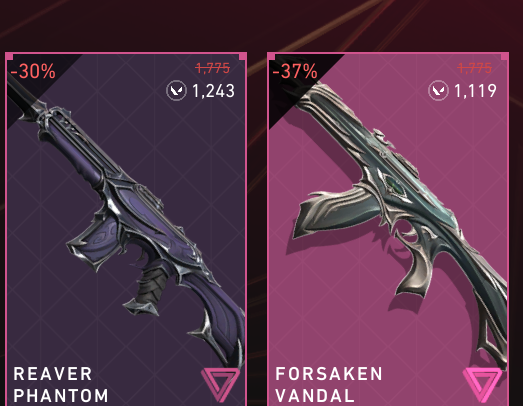 -30%
1,775
1,243
REAVER
PHANTOM
-37%
1,775
1,119
FORSAKEN
VANDAL